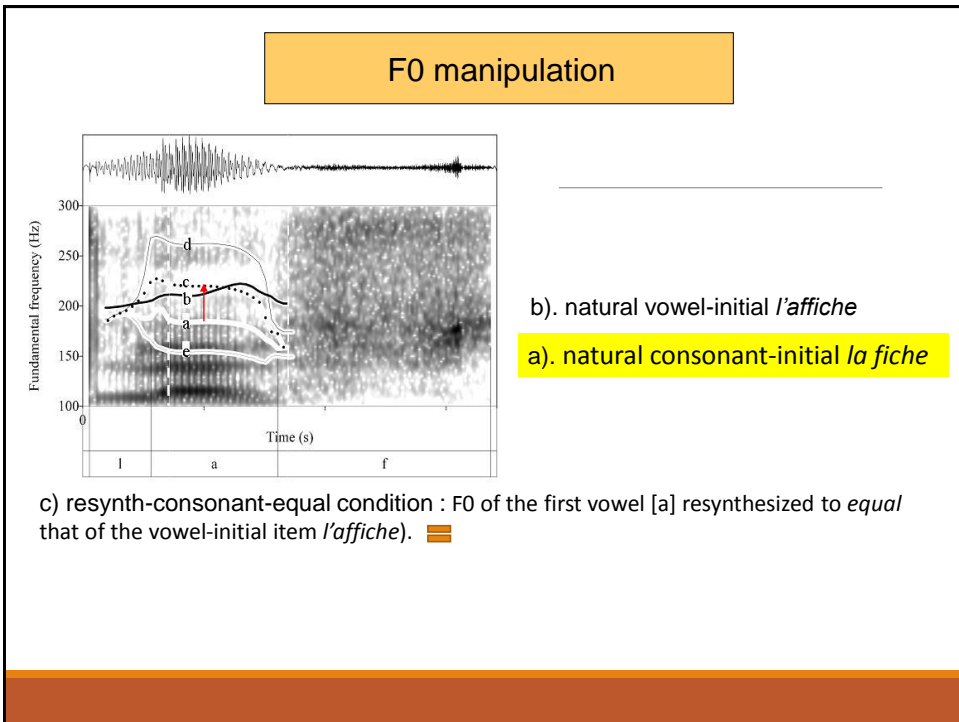 F0 manipulation
Fundamental frequency (Hz)
300
250
200
150
100
d
c
b
a
e
0
Time (s)
l a f
b). natural vowel-initial l'affiche
a). natural consonant-initial la fiche
c) resynth-consonant-equal condition : F0 of the first vowel [a] resynthesized to equal
that of the vowel-initial item l'affiche).